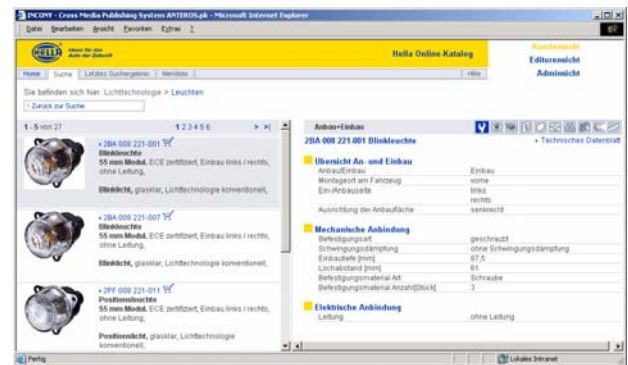 INCONY - Cross Media Publishing System ANTEROS.pk - Microsoft Internet Explorer
Datei Bearbeiten Ansicht Favoriten Extras ?
HELLA
Ideen für das
Auto der Zukunft
Hella Online-Katalog
Kundensicht
Editorensicht
Adminsicht
Home Suche Letztes Suchergebnis Merkliste
Hilfe
Sie befinden sich hier: Lichttechnologie > Leuchten
Zurück zur Suche
1 - 5 von 27
1 2 3 4 5 6 > >|
2BA 008 221-001
Blinkleuchte
55 mm Modul, ECE zertifiziert, Einbau links / rechts,
ohne Leitung,
Blinklicht, glasklar, Lichttechnologie konventionell,
2BA 008 221-007
Blinkleuchte
55 mm Modul, ECE zertifiziert, Einbau links / rechts,
ohne Leitung,
Blinklicht, glasklar, Lichttechnologie konventionell,
2PF 008 221-011
Positionsleuchte
55 mm Modul, ECE zertifiziert, Einbau links / rechts,
ohne Leitung,
Positionslicht, glasklar, Lichttechnologie
konventionell,
Anbau+Einbau
2BA 008 221-001 Blinkleuchte
Technisches Datenblatt
Übersicht An- und Einbau
Anbau/Einbau Einbau
Montageort am Fahrzeug vorne
Ein-/Anbauseite links
rechts
Ausrichtung der Anbaufläche senkrecht
Mechanische Anbindung
Befestigungsart geschraubt
Schwingungsdämpfung ohne Schwingungsdämpfung
Einbautiefe [mm] 87,5
Lochabstand [mm] 61
Befestigungsmaterial Art Schraube
Befestigungsmaterial Anzahl[Stück] 3
Elektrische Anbindung
Leitung ohne Leitung
Fertig
Lokales Intranet